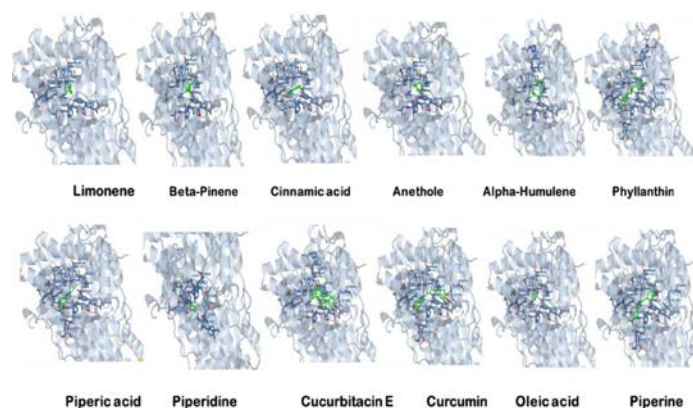 Limonene Beta-Pinene Cinnamic acid Anethole Alpha-Humulene Phyllanthin
Piperic acid Piperidine Cucurbitacin E Curcumin Oleic acid Piperine